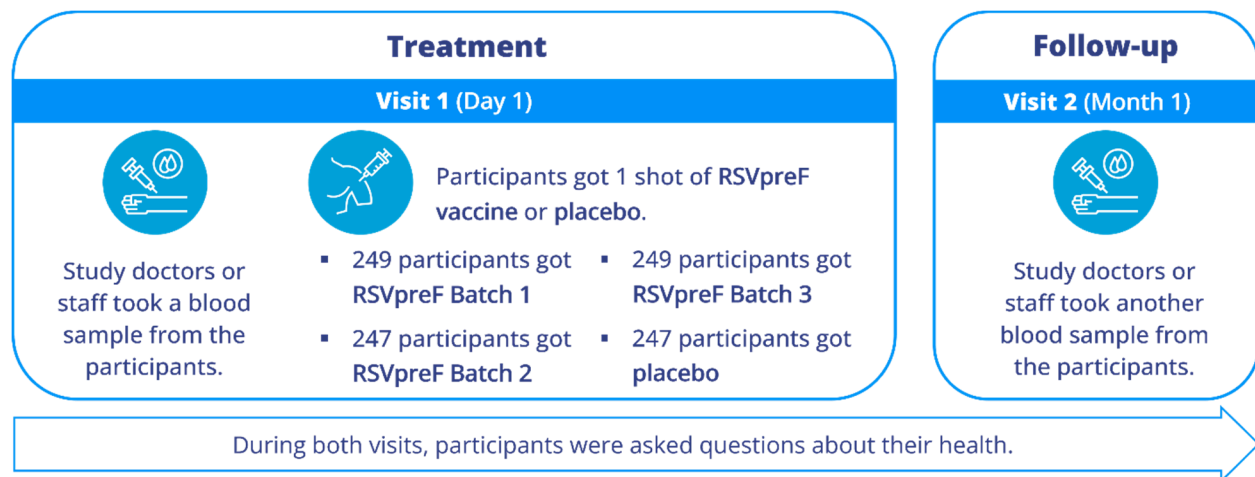 Treatment
Visit 1 (Day 1)
Study doctors or
staff took a blood
sample from the
participants.
Participants got 1 shot of RSVpreF
vaccine or placebo.
▪ 249 participants got
RSVpreF Batch 1
▪ 247 participants got
RSVpreF Batch 2
▪ 249 participants got
RSVpreF Batch 3
▪ 247 participants got
placebo
Follow-up
Visit 2 (Month 1)
Study doctors or
staff took another
blood sample from
the participants.
During both visits, participants were asked questions about their health.